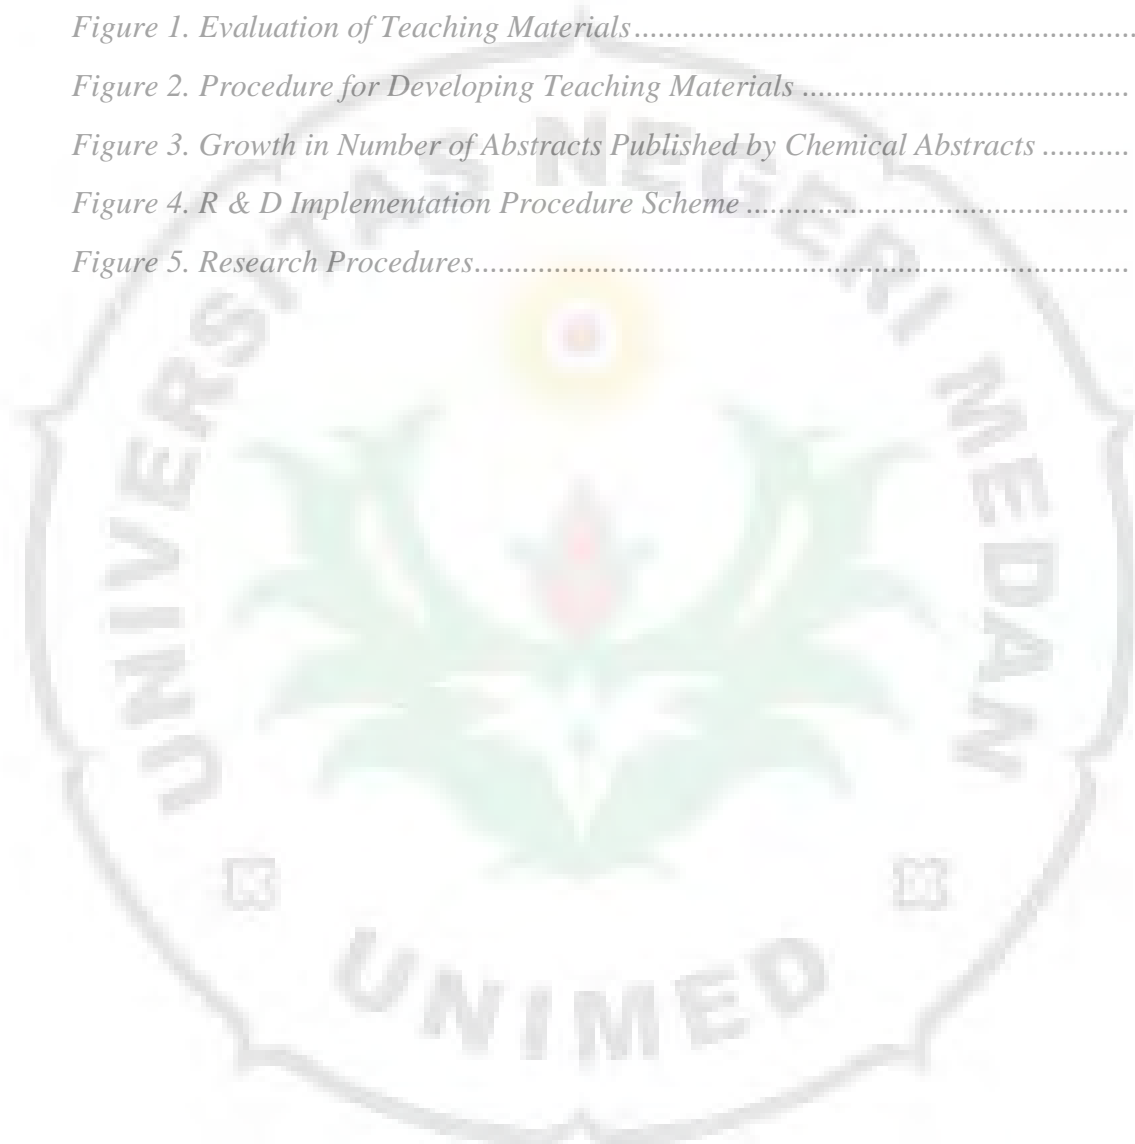 Figure 1. Evaluation of Teaching Materials........................................................................
Figure 2. Procedure for Developing Teaching Materials .........................................
Figure 3. Growth in Number of Abstracts Published by Chemical Abstracts ...........
Figure 4. R & D Implementation Procedure Scheme ................................................
Figure 5. Research Procedures..................................................................................
UNIVERSITAS NEGERI MEDAN
UNIMED